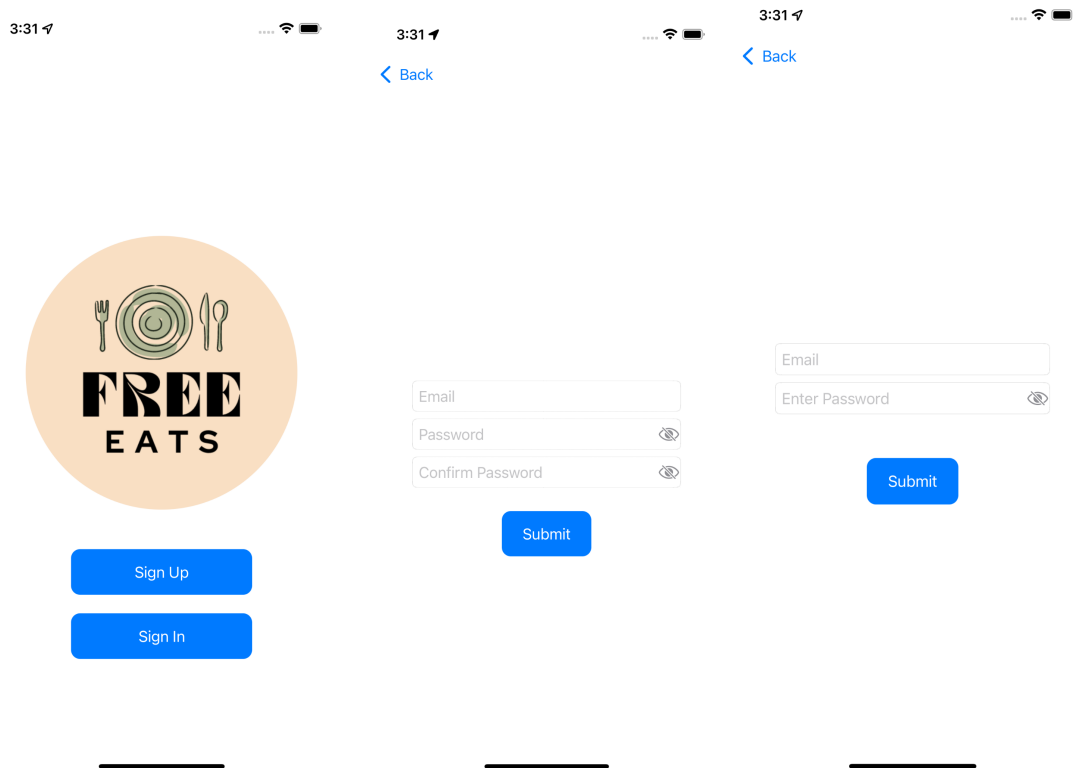 3:31
FREE
EATS
Sign Up
Sign In
3:31
Back
Email
Password
Confirm Password
Submit
3:31
Back
Email
Enter Password
Submit